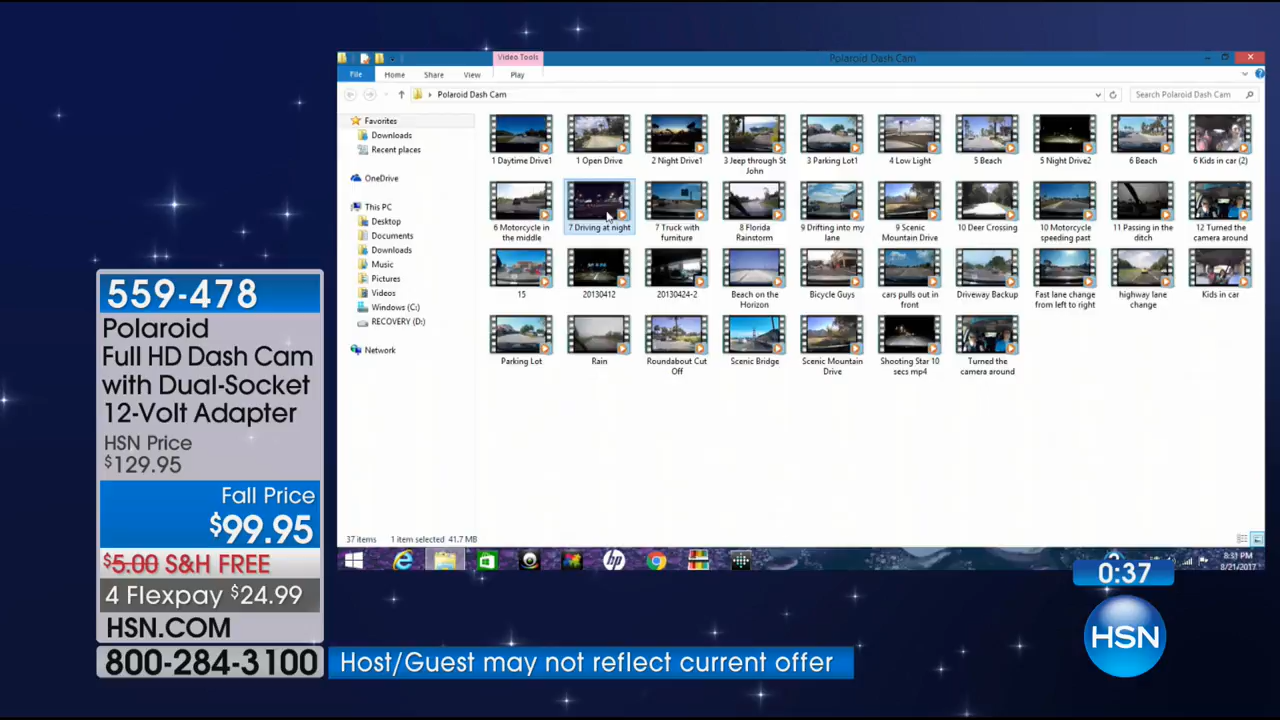 Video Tools
Polaroid Dash Cam
File Home Share View Play
Polaroid Dash Cam
Search Polaroid Dash Cam
Favorites
Downloads
Recent places
OneDrive
This PC
Desktop
Documents
Downloads
Music
Pictures
Videos
Windows (C:)
RECOVERY (D:)
Network
1 Daytime Drive1
1 Open Drive
2 Night Drive1
3 Jeep through St
John
3 Parking Lot1
4 Low Light
5 Beach
5 Night Drive2
6 Beach
6 Kids in car (2)
6 Motorcycle in
the middle
7 Driving at night
7 Truck with
furniture
8 Florida
Rainstorm
9 Drifting into my
lane
9 Scenic
Mountain Drive
10 Deer Crossing
10 Motorcycle
speeding past
11 Passing in the
ditch
12 Turned the
camera around
15
20130412
20130424-2
Beach on the
Horizon
Bicycle Guys
cars pulls out in
front
Driveway Backup
Fast lane change
from left to right
highway lane
change
Kids in car
Parking Lot
Rain
Roundabout Cut
Off
Scenic Bridge
Scenic Mountain
Drive
Shooting Star 10
secs mp4
Turned the
camera around
37 items 1 item selected 41.7 MB
8:31 PM
8/21/2017
559-478
Polaroid
Full HD Dash Cam
with Dual-Socket
12-Volt Adapter
HSN Price
$129.95
Fall Price
$99.95
$5.00 S&H FREE
4 Flexpay $24.99
HSN.COM
800-284-3100
Host/Guest may not reflect current offer
0:37
HSN